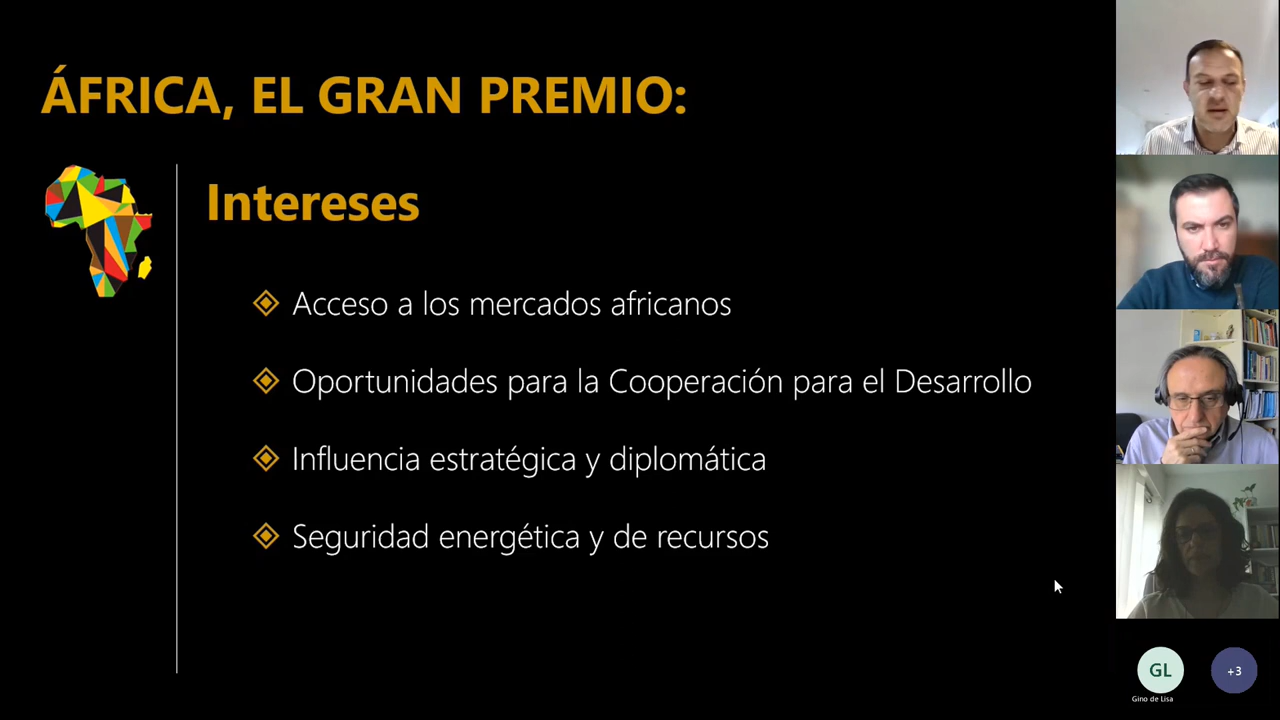 ÁFRICA, EL GRAN PREMIO:
Intereses
Acceso a los mercados africanos
Oportunidades para la Cooperación para el Desarrollo
Influencia estratégica y diplomática
Seguridad energética y de recursos
GL
+3
Gino de Lisa